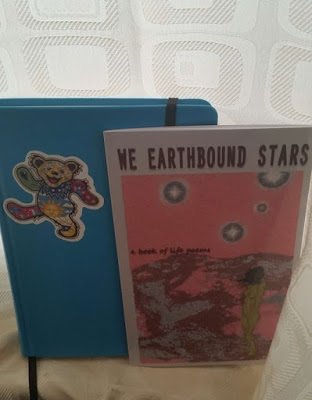 WE EARTHBOUND STARS
a book of life poems